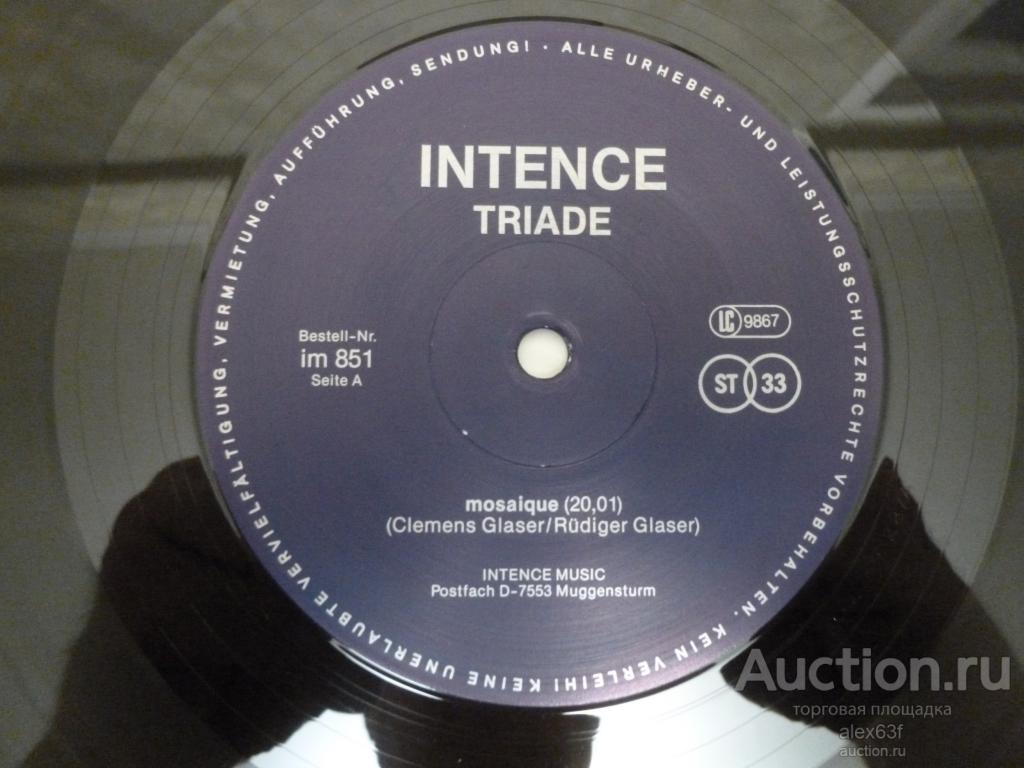 ALLE URHEBER- UND LEISTUNGSSCHUTZRECHTE VORBEHALTEN. KEIN VERLEIH! KEINE UNERLAUBTE VERVIELFÄLTIGUNG, VERMIETUNG, AUFFÜHRUNG, SENDUNG! ·
INTENCE
TRIADE
Bestell-Nr.
im 851
Seite A
LC 9867
ST 33
mosaique (20,01)
(Clemens Glaser/Rüdiger Glaser)
INTENCE MUSIC
Postfach D-7553 Muggensturm
Auction.ru
торговая площадка
alex63f
auction.ru